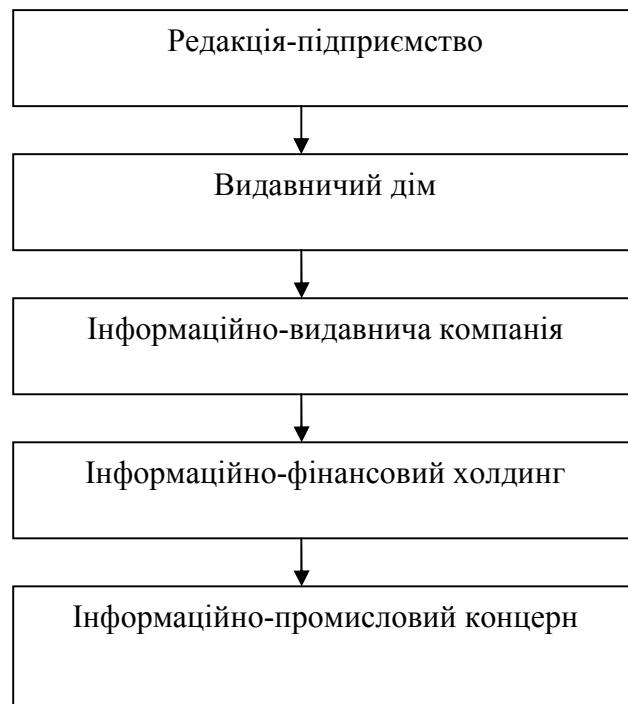 Редакція-підприємство
Видавничий дім
Інформаційно-видавнича компанія
Інформаційно-фінансовий холдинг
Інформаційно-промисловий концерн